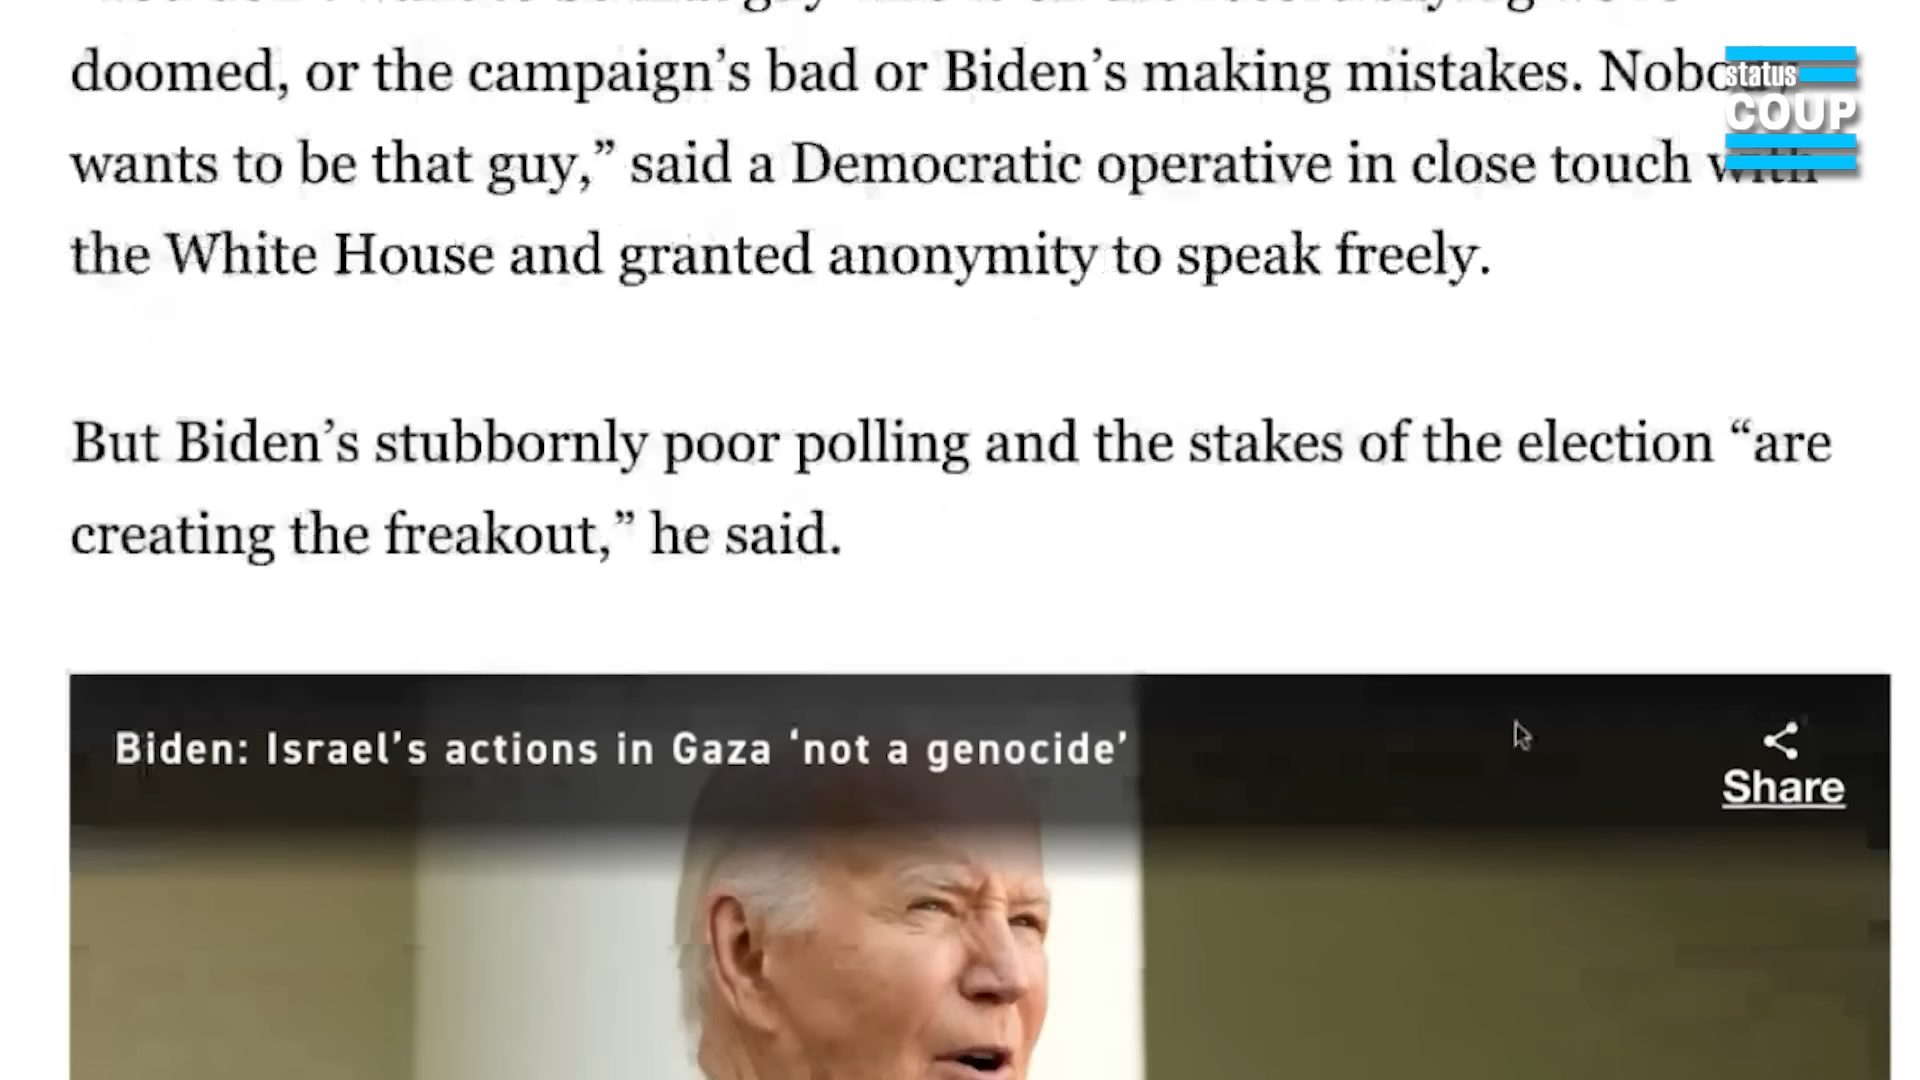 doomed, or the campaign’s bad or Biden’s making mistakes. 
wants to be that guy,” said a Democratic operative in close touch with
the White House and granted anonymity to speak freely.
But Biden’s stubbornly poor polling and the stakes of the election “are
creating the freakout,” he said.
Biden: Israel’s actions in Gaza ‘not a genocide’
Share
status
COUP